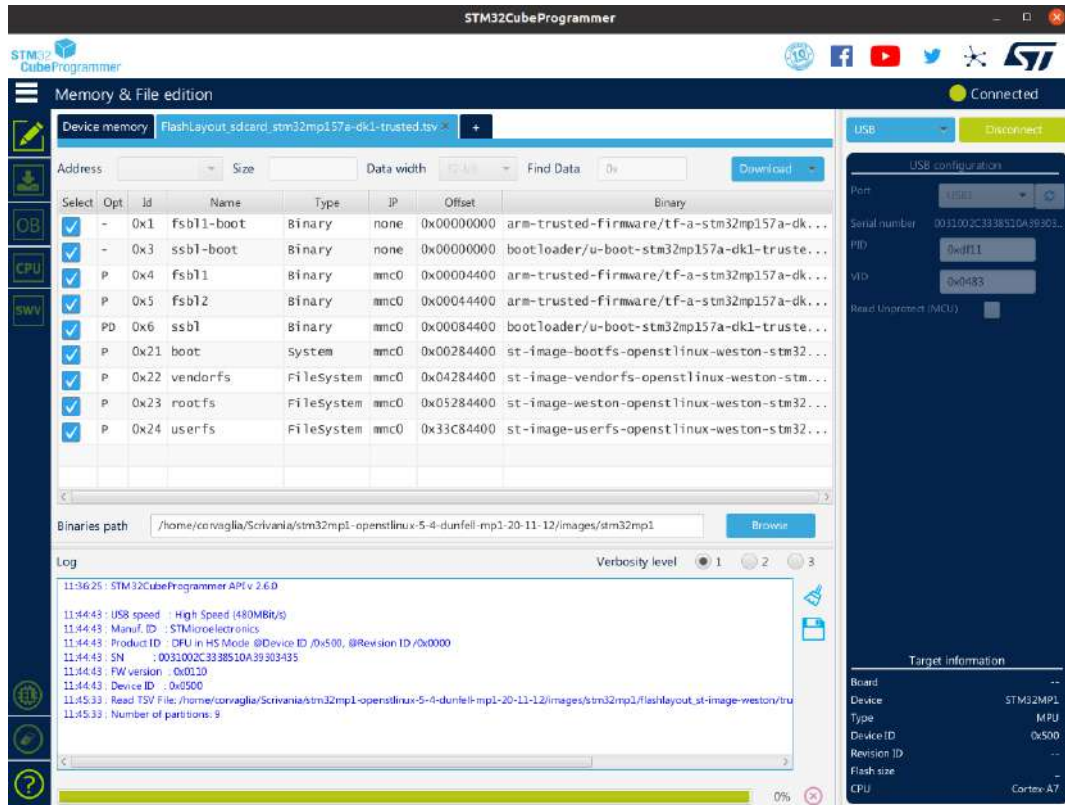 STM32CubeProgrammer
STM32
CubeProgrammer
10
Memory & File edition
Connected
Device memory FlashLayout_sdcard_stm32mp157a-dk1-trusted.tsv × +
Address Size Data width 32-bit Find Data 0x Download
Select Opt Id Name Type IP Offset Binary
- 0x1 fsbl1-boot Binary none 0x00000000 arm-trusted-firmware/tf-a-stm32mp157a-dk...
- 0x3 ssbl-boot Binary none 0x00000000 bootloader/u-boot-stm32mp157a-dk1-truste...
P 0x4 fsbl1 Binary mmc0 0x00004400 arm-trusted-firmware/tf-a-stm32mp157a-dk...
P 0x5 fsbl2 Binary mmc0 0x00044400 arm-trusted-firmware/tf-a-stm32mp157a-dk...
PD 0x6 ssbl Binary mmc0 0x00084400 bootloader/u-boot-stm32mp157a-dk1-truste...
P 0x21 boot System mmc0 0x00284400 st-image-bootfs-openstlinux-weston-stm32...
P 0x22 vendorfs FileSystem mmc0 0x04284400 st-image-vendorfs-openstlinux-weston-stm...
P 0x23 rootfs FileSystem mmc0 0x05284400 st-image-weston-openstlinux-weston-stm32...
P 0x24 userfs FileSystem mmc0 0x33C84400 st-image-userfs-openstlinux-weston-stm32...
Binaries path /home/corvaglia/Scrivania/stm32mp1-openstlinux-5-4-dunfell-mp1-20-11-12/images/stm32mp1 Browse
Log Verbosity level 1 2 3
11:36:25 : STM32CubeProgrammer API v 2.6.0
11:44:43 : USB speed : High Speed (480MBit/s)
11:44:43 : Manuf. ID : STMicroelectronics
11:44:43 : Product ID : DFU in HS Mode @Device ID /0x500, @Revision ID /0x0000
11:44:43 : SN : 0031002C3338510A39303435
11:44:43 : FW version : 0x0110
11:44:43 : Device ID : 0x0500
11:45:33 : Read TSV File: /home/corvaglia/Scrivania/stm32mp1-openstlinux-5-4-dunfell-mp1-20-11-12/images/stm32mp1/flashlayout_st-image-weston/tru
11:45:33 : Number of partitions: 9
0%
OB
CPU
SWV
?
USB Disconnect
USB configuration
Port USB1
Serial number 0031002C3338510A39303...
PID 0xdf11
VID 0x0483
Read Unprotect (MCU)
Target information
Board --
Device STM32MP1
Type MPU
Device ID 0x500
Revision ID --
Flash size _
CPU Cortex-A7